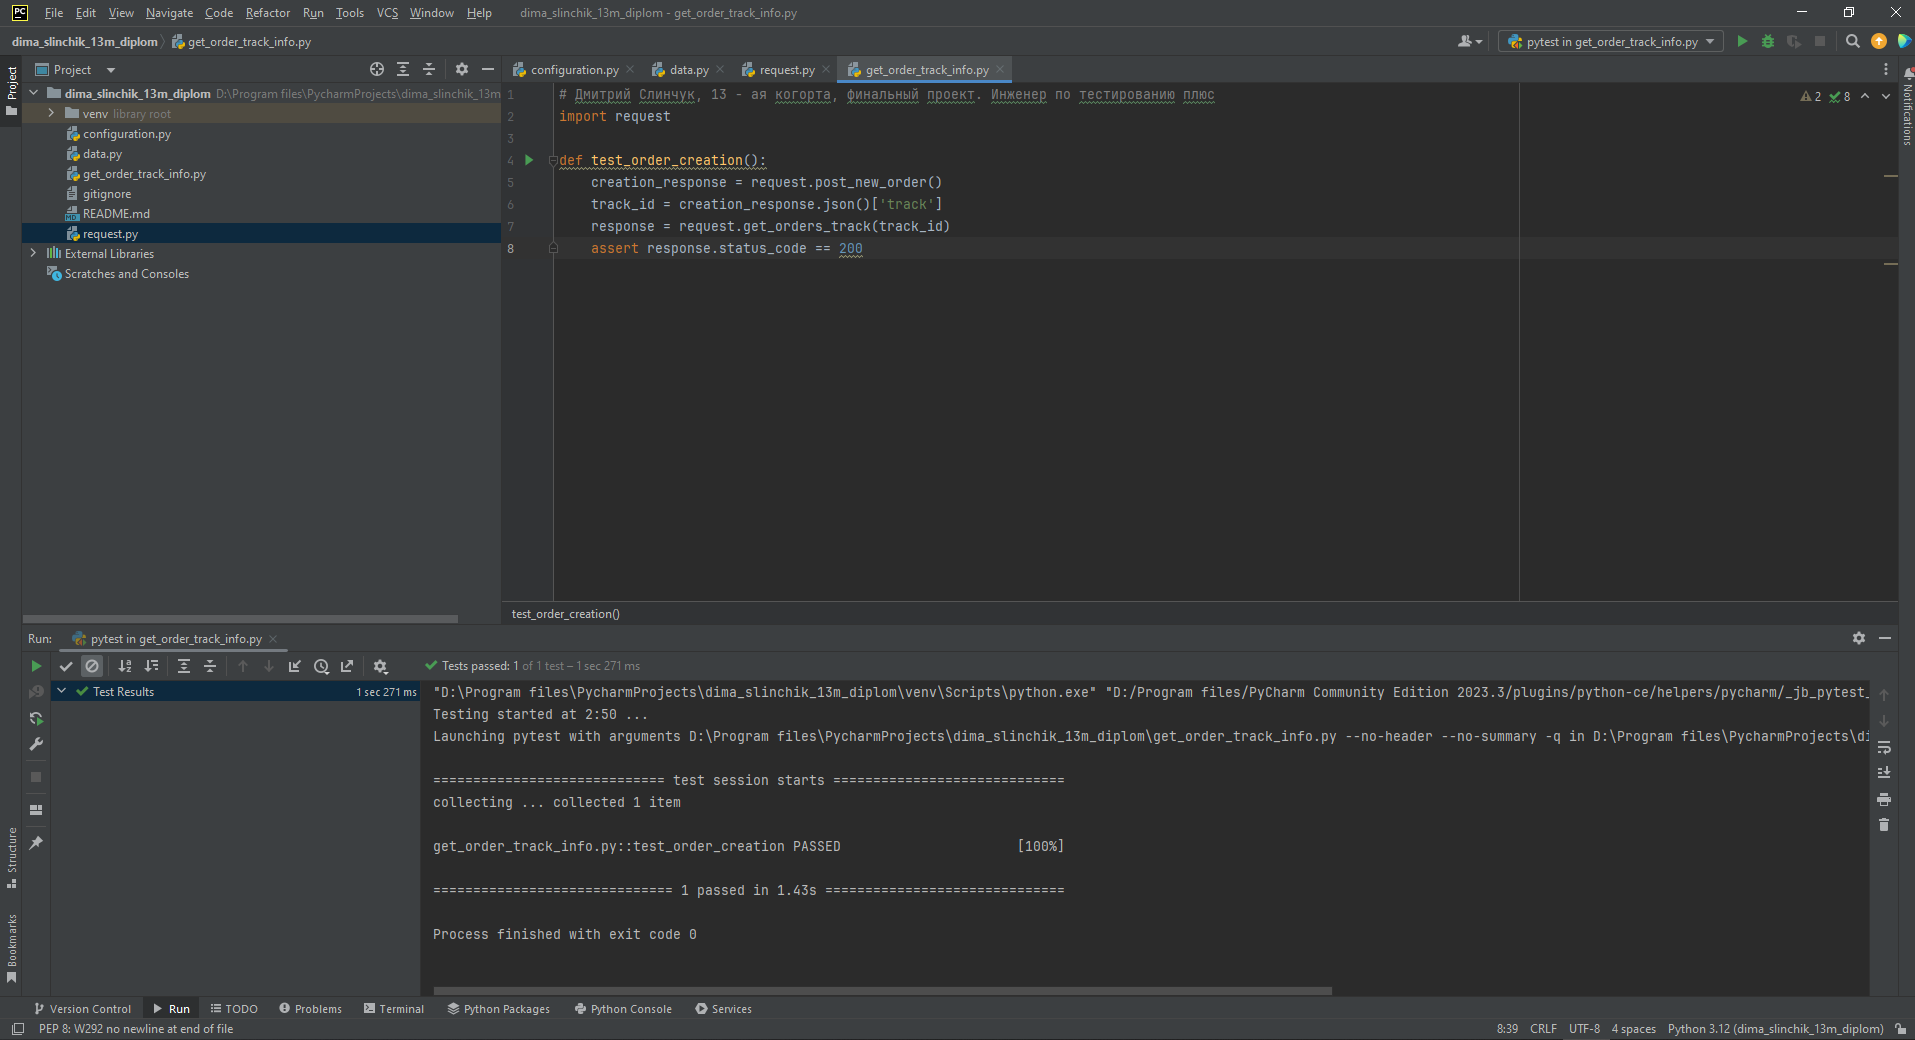 PC File Edit View Navigate Code Refactor Run Tools VCS Window Help dima_slinchik_13m_diplom - get_order_track_info.py
dima_slinchik_13m_diplom get_order_track_info.py pytest in get_order_track_info.py
Project
Project
configuration.py data.py request.py get_order_track_info.py
Notifications
dima_slinchik_13m_diplom D:\Program files\PycharmProjects\dima_slinchik_13m
venv library root
configuration.py
data.py
get_order_track_info.py
gitignore
README.md
request.py
External Libraries
Scratches and Consoles
1 # Дмитрий Слинчук, 13 - ая когорта, финальный проект. Инженер по тестированию плюс
2 import request
3
4 def test_order_creation():
5 creation_response = request.post_new_order()
6 track_id = creation_response.json()['track']
7 response = request.get_orders_track(track_id)
8 assert response.status_code == 200
2 8
test_order_creation()
Run: pytest in get_order_track_info.py
Tests passed: 1 of 1 test – 1 sec 271 ms
Test Results 1 sec 271 ms
"D:\Program files\PycharmProjects\dima_slinchik_13m_diplom\venv\Scripts\python.exe" "D:/Program files/PyCharm Community Edition 2023.3/plugins/python-ce/helpers/pycharm/_jb_pytest_
Testing started at 2:50 ...
Launching pytest with arguments D:\Program files\PycharmProjects\dima_slinchik_13m_diplom\get_order_track_info.py --no-header --no-summary -q in D:\Program files\PycharmProjects\di
============================= test session starts =============================
collecting ... collected 1 item
get_order_track_info.py::test_order_creation PASSED [100%]
============================== 1 passed in 1.43s ==============================
Process finished with exit code 0
Structure
Bookmarks
Version Control Run TODO Problems Terminal Python Packages Python Console Services
PEP 8: W292 no newline at end of file 8:39 CRLF UTF-8 4 spaces Python 3.12 (dima_slinchik_13m_diplom)